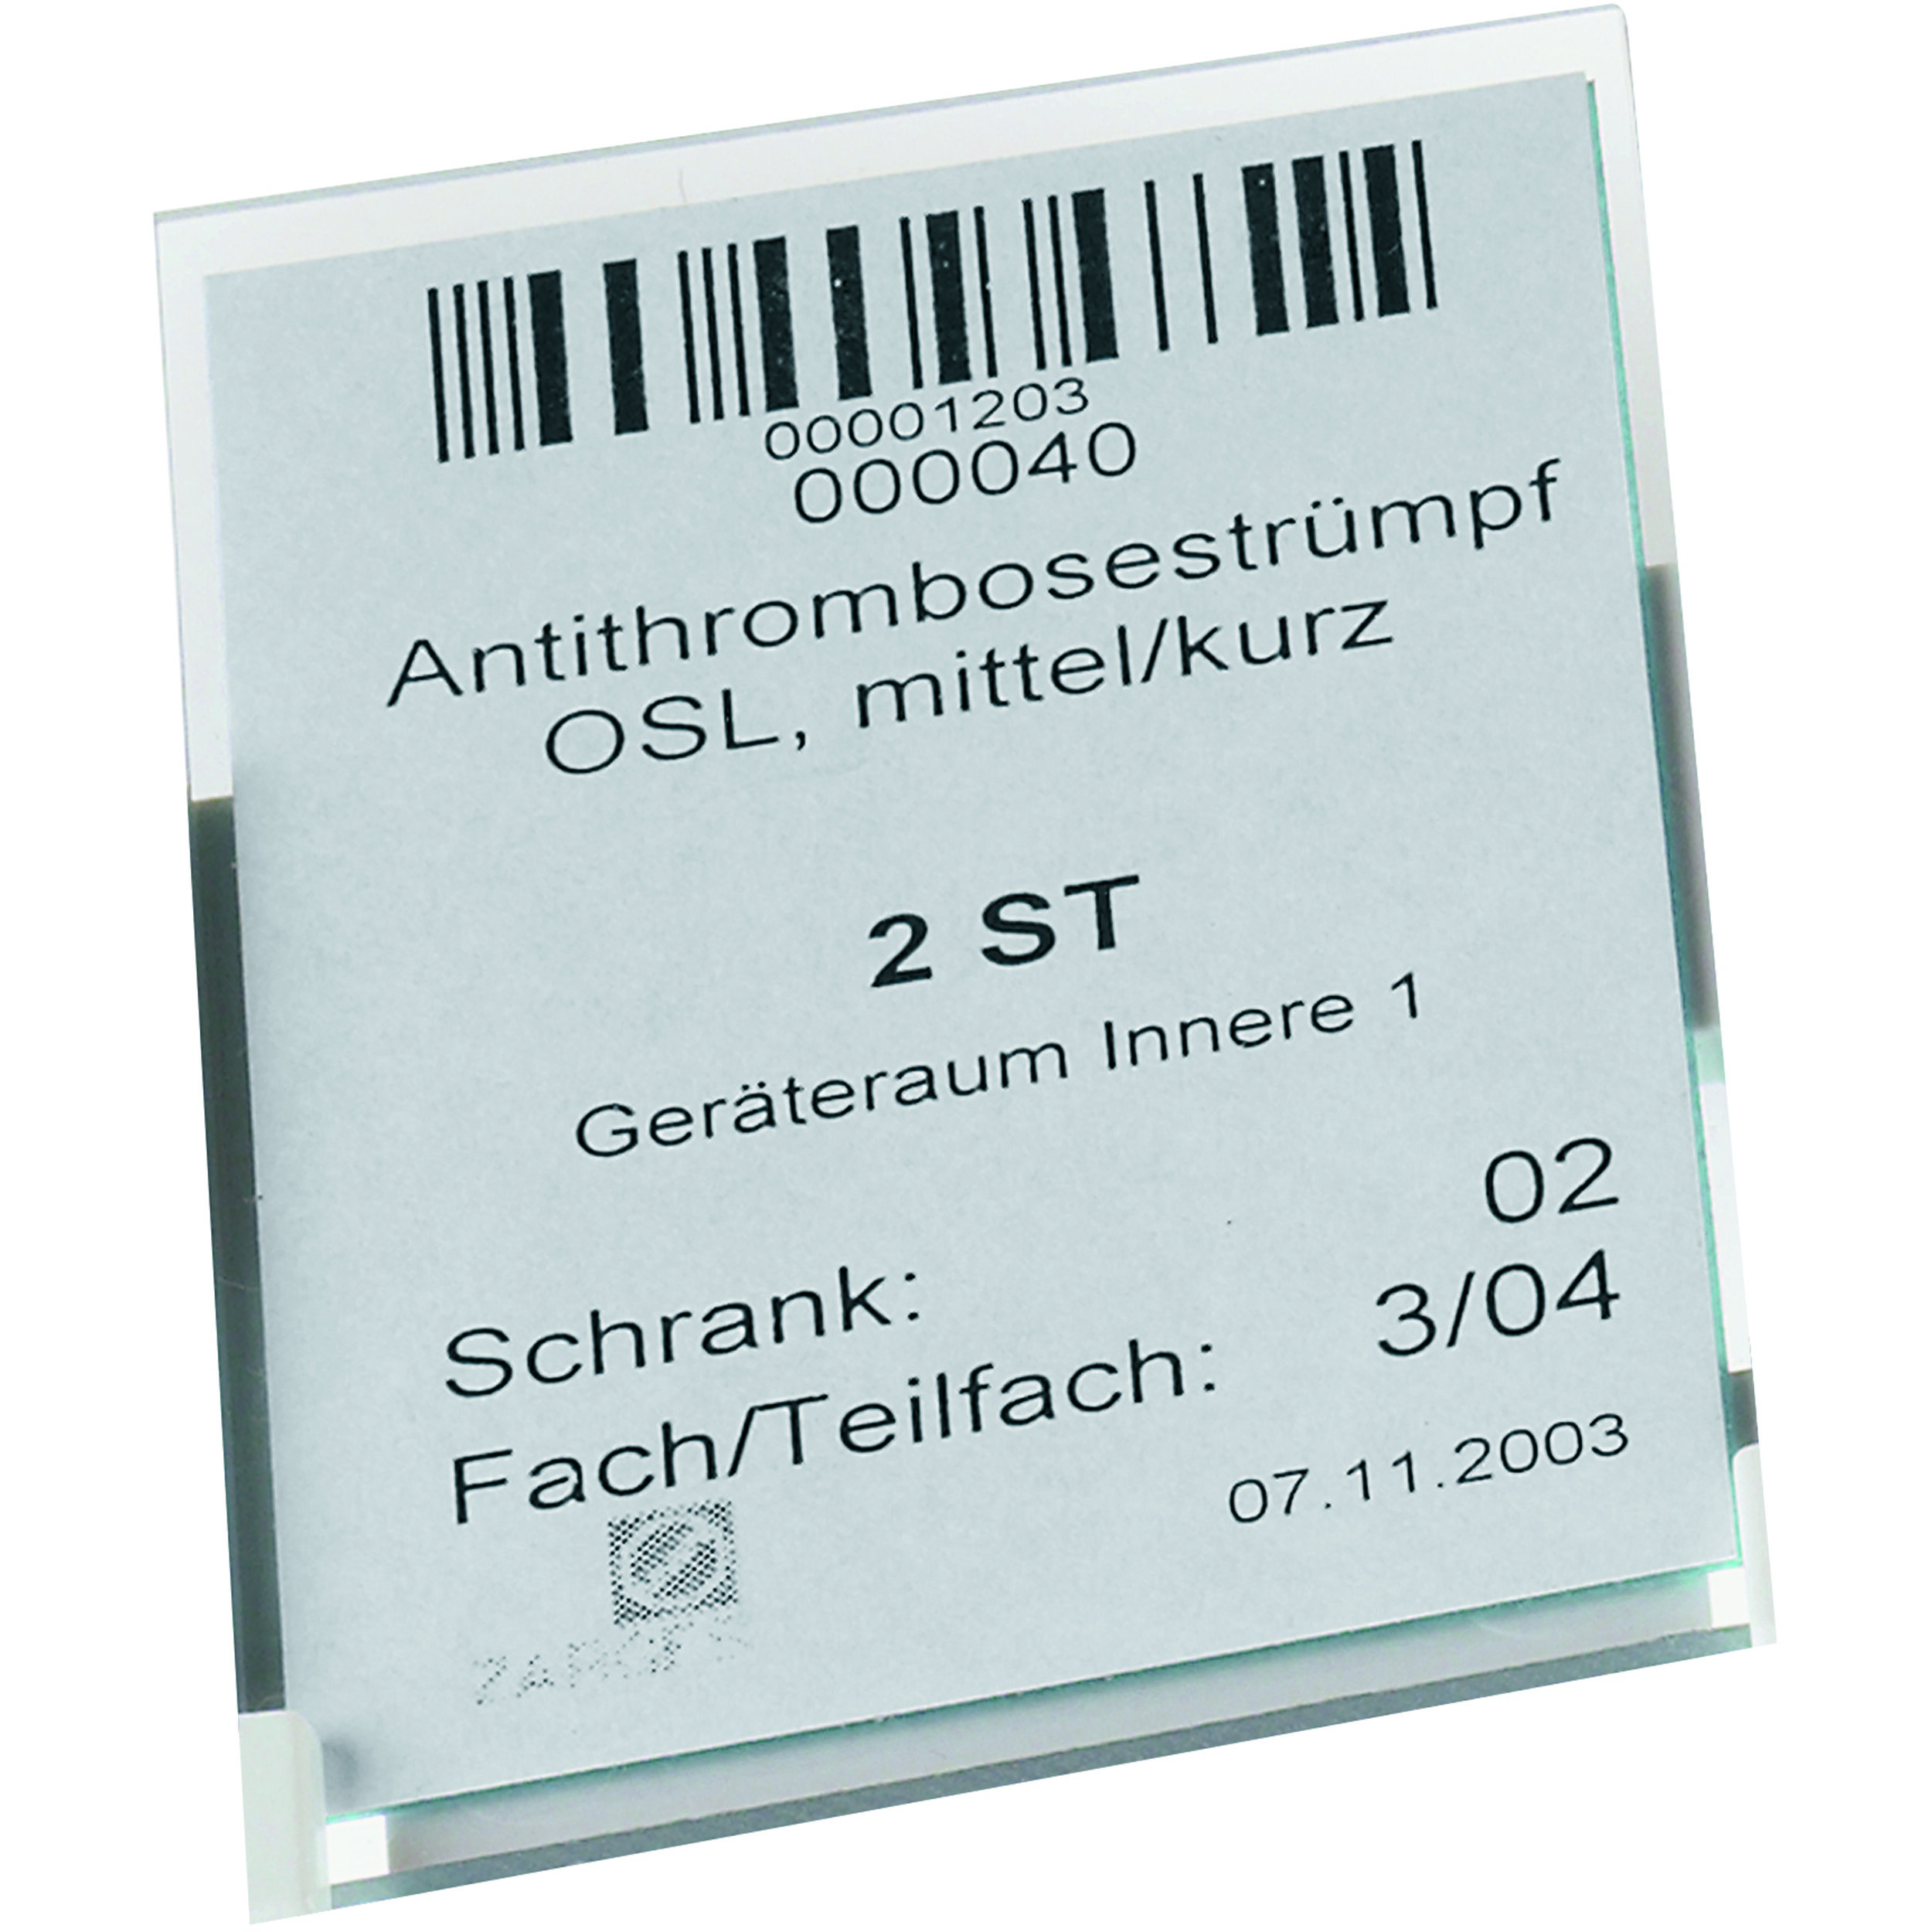 00001203
000040
Antithrombosestrümpf
OSL, mittel/kurz
2 ST
Geräteraum Innere 1
Schrank: 02
Fach/Teilfach: 3/04
07.11.2003